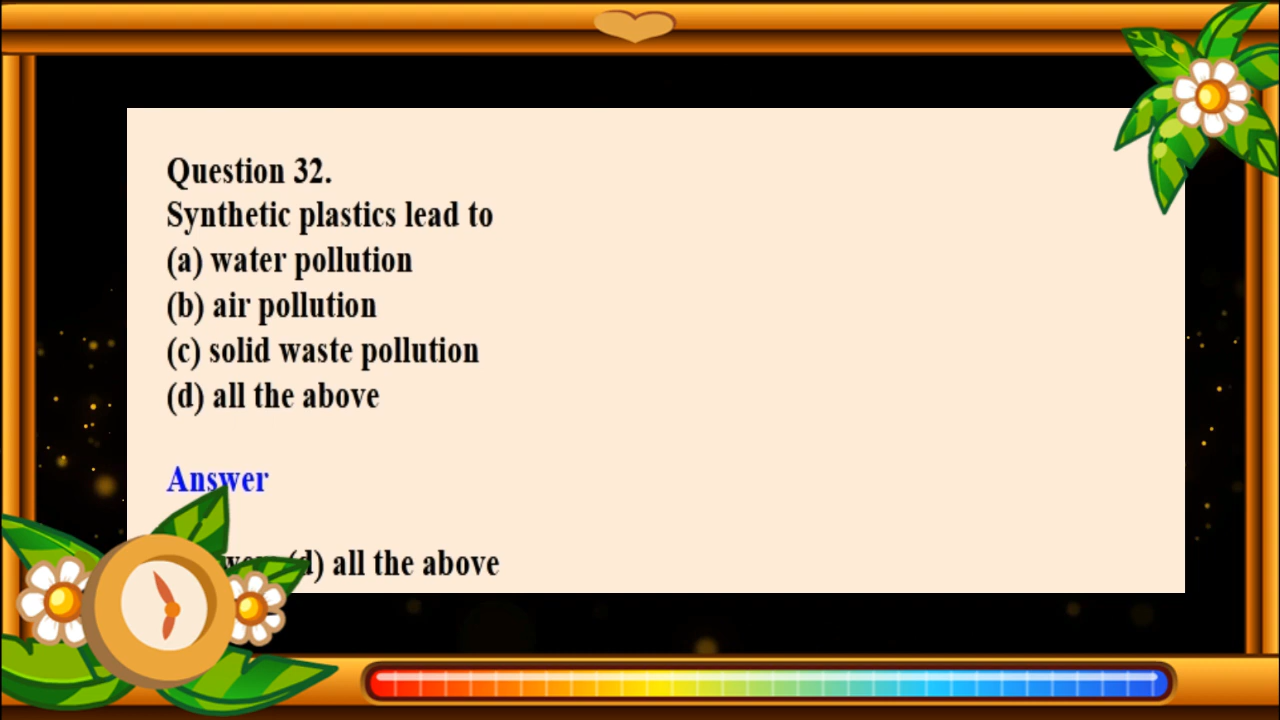 Question 32.
Synthetic plastics lead to
(a) water pollution
(b) air pollution
(c) solid waste pollution
(d) all the above
Answer
(d) all the above